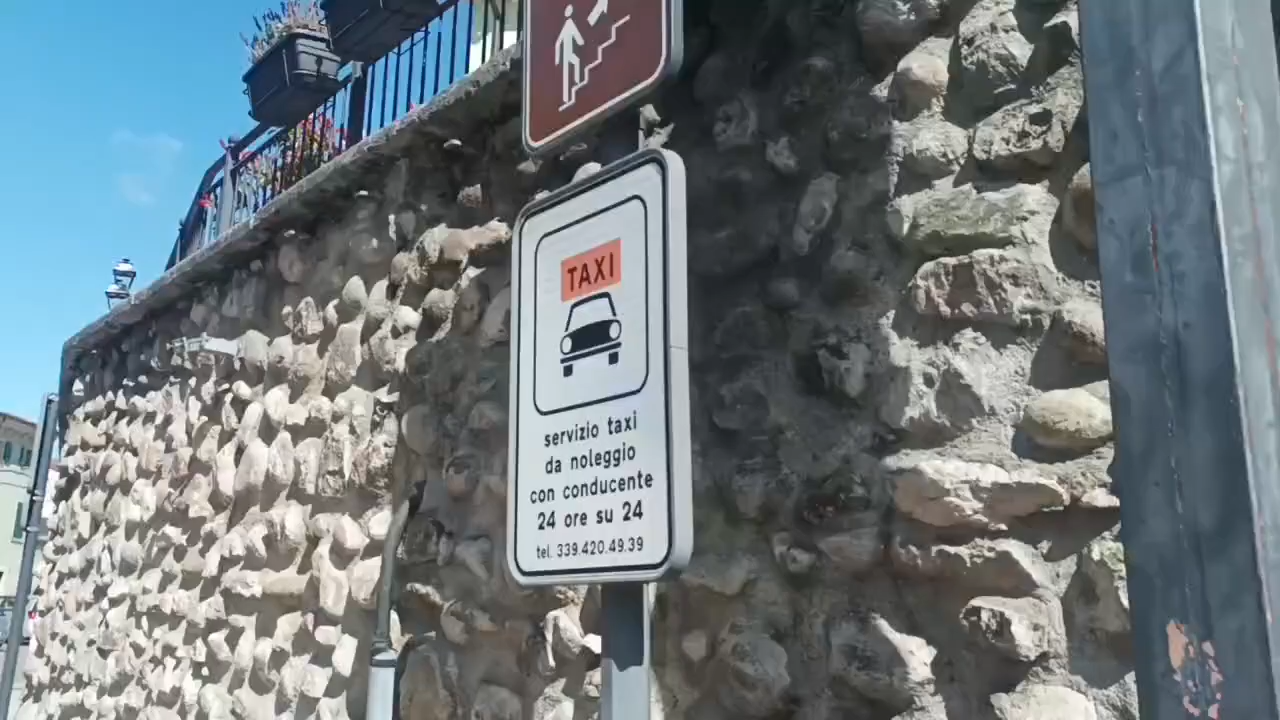 TAXI
servizio taxi
da noleggio
con conducente
24 ore su 24
tel. 339.420.49.39